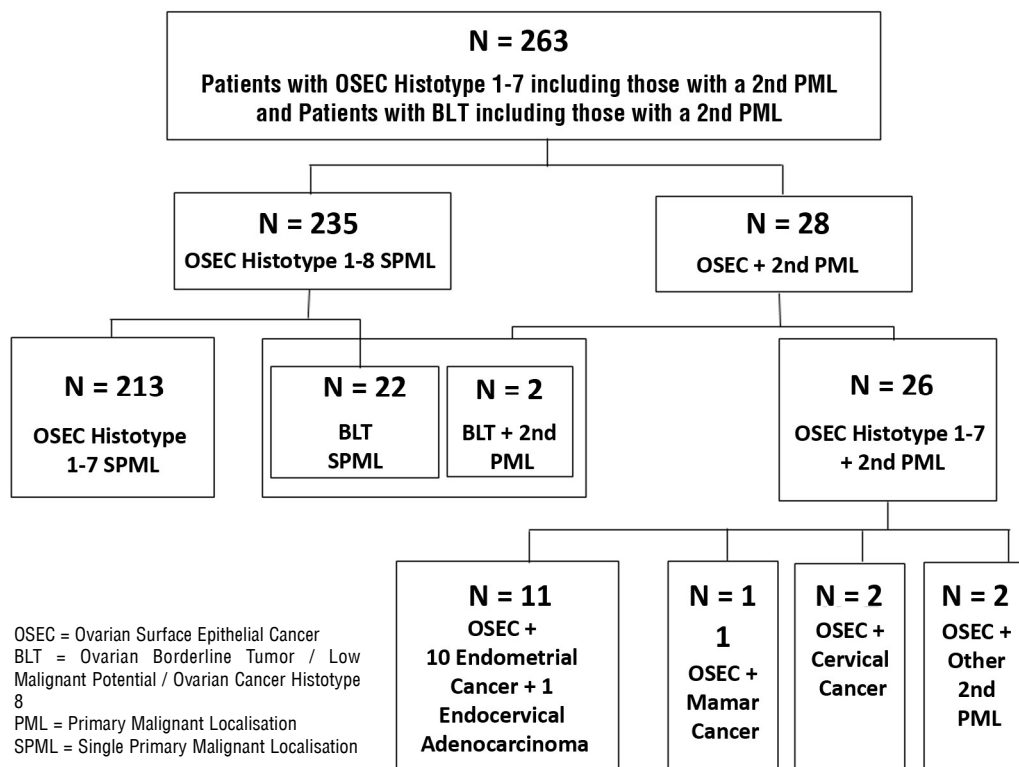 N = 263
Patients with OSEC Histotype 1-7 including those with a 2nd PML
and Patients with BLT including those with a 2nd PML
N = 235
OSEC Histotype 1-8 SPML
N = 28
OSEC + 2nd PML
N = 213
OSEC Histotype
1-7 SPML
N = 22
BLT
SPML
N = 2
BLT + 2nd
PML
N = 26
OSEC Histotype 1-7
+ 2nd PML
N = 11
OSEC +
10 Endometrial
Cancer + 1
Endocervical
Adenocarcinoma
N = 1
1
OSEC +
Mamar
Cancer
N = 2
OSEC +
Cervical
Cancer
N = 2
OSEC +
Other
2nd
PML
OSEC = Ovarian Surface Epithelial Cancer
BLT = Ovarian Borderline Tumor / Low
Malignant Potential / Ovarian Cancer Histotype
8
PML = Primary Malignant Localisation
SPML = Single Primary Malignant Localisation